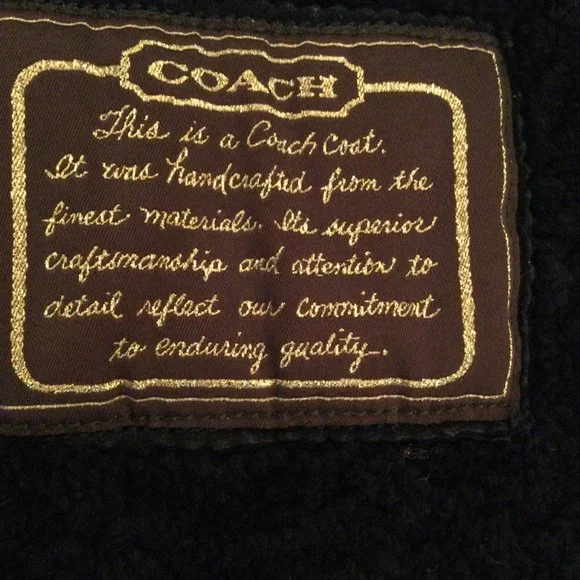 COACH
This is a Coach Coat.
It was handcrafted from the
finest materials. Its superior
craftsmanship and attention to
detail reflect our commitment
to enduring quality.